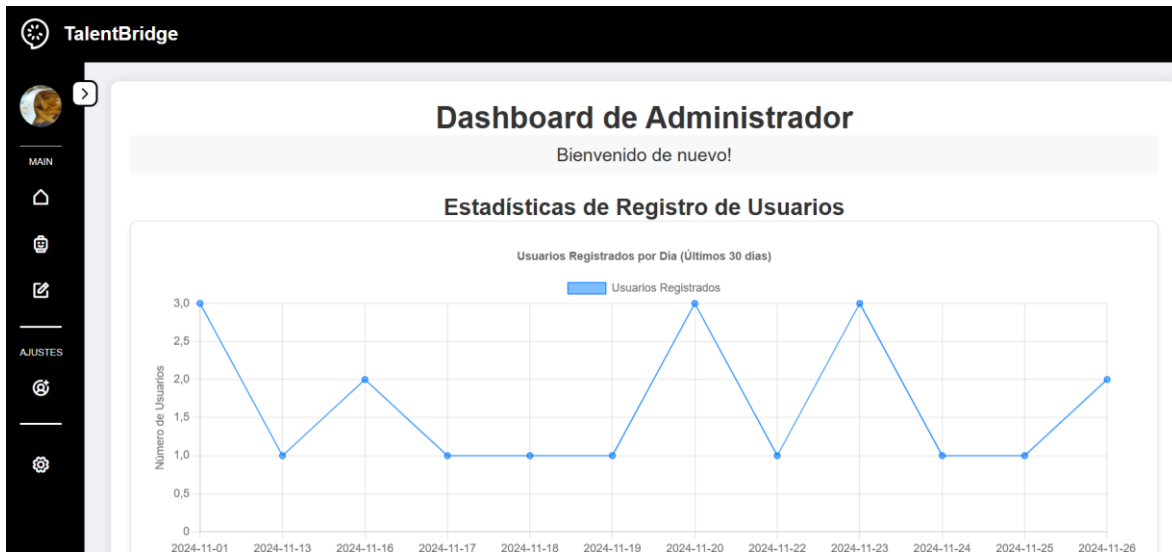 TalentBridge
MAIN
AJUSTES
Dashboard de Administrador
Bienvenido de nuevo!
Estadísticas de Registro de Usuarios
Usuarios Registrados por Dia (Últimos 30 dias)
Usuarios Registrados
Número de Usuarios
3,0
2,5
2,0
1,5
1,0
0,5
0
2024-11-01 2024-11-13 2024-11-16 2024-11-17 2024-11-18 2024-11-19 2024-11-20 2024-11-22 2024-11-23 2024-11-24 2024-11-25 2024-11-26